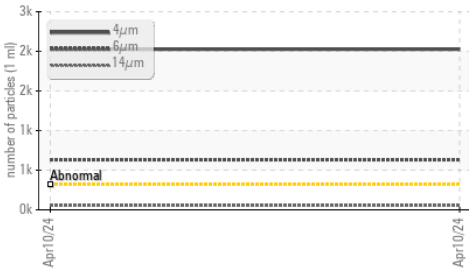 3k
2k
2k
1k
1k
0k
number of particles (1 ml)
4µm
6µm
14µm
Abnormal
Apr10/24
Apr10/24